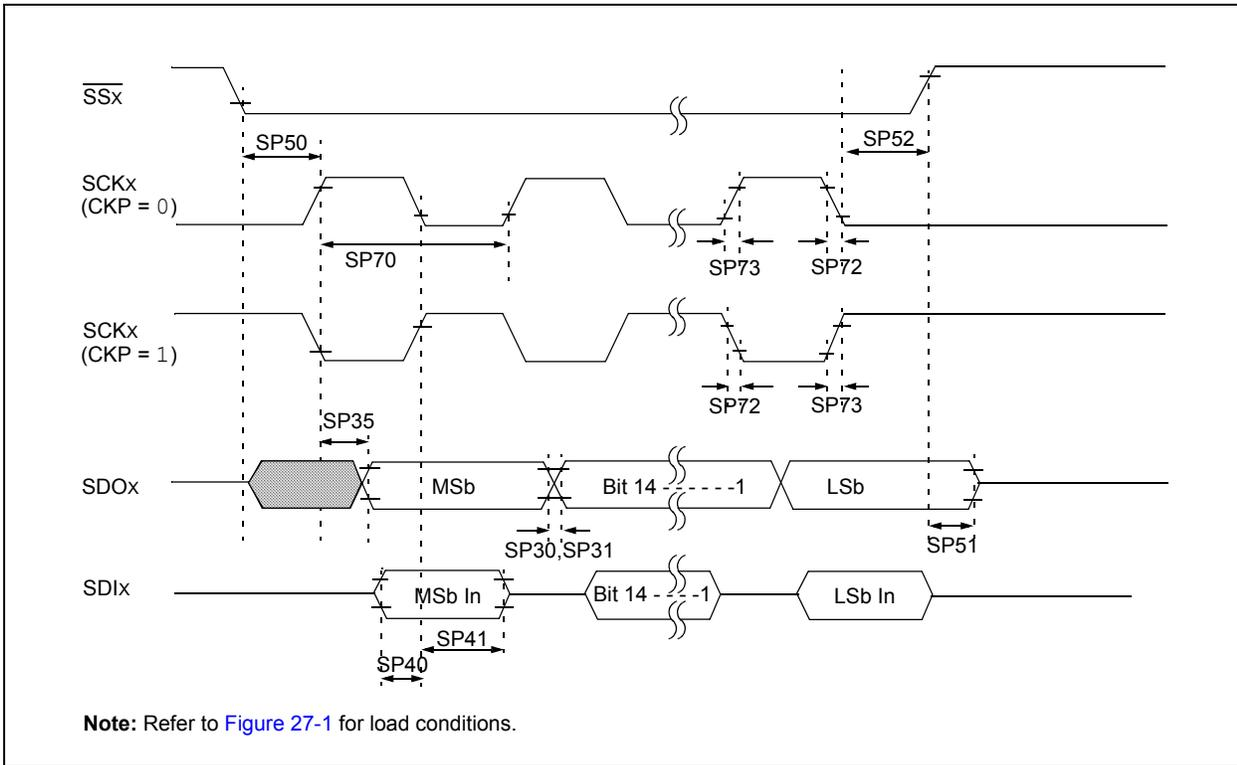 SSx
SP50
SP52
SCKx
(CKP = 0)
SP70
SP73
SP72
SCKx
(CKP = 1)
SP72
SP73
SP35
SDOx
MSb
Bit 14 - - - - - -1
LSb
SP30,SP31
SP51
SDIx
MSb In
Bit 14 - - - -1
LSb In
SP41
SP40
Note: Refer to Figure 27-1 for load conditions.